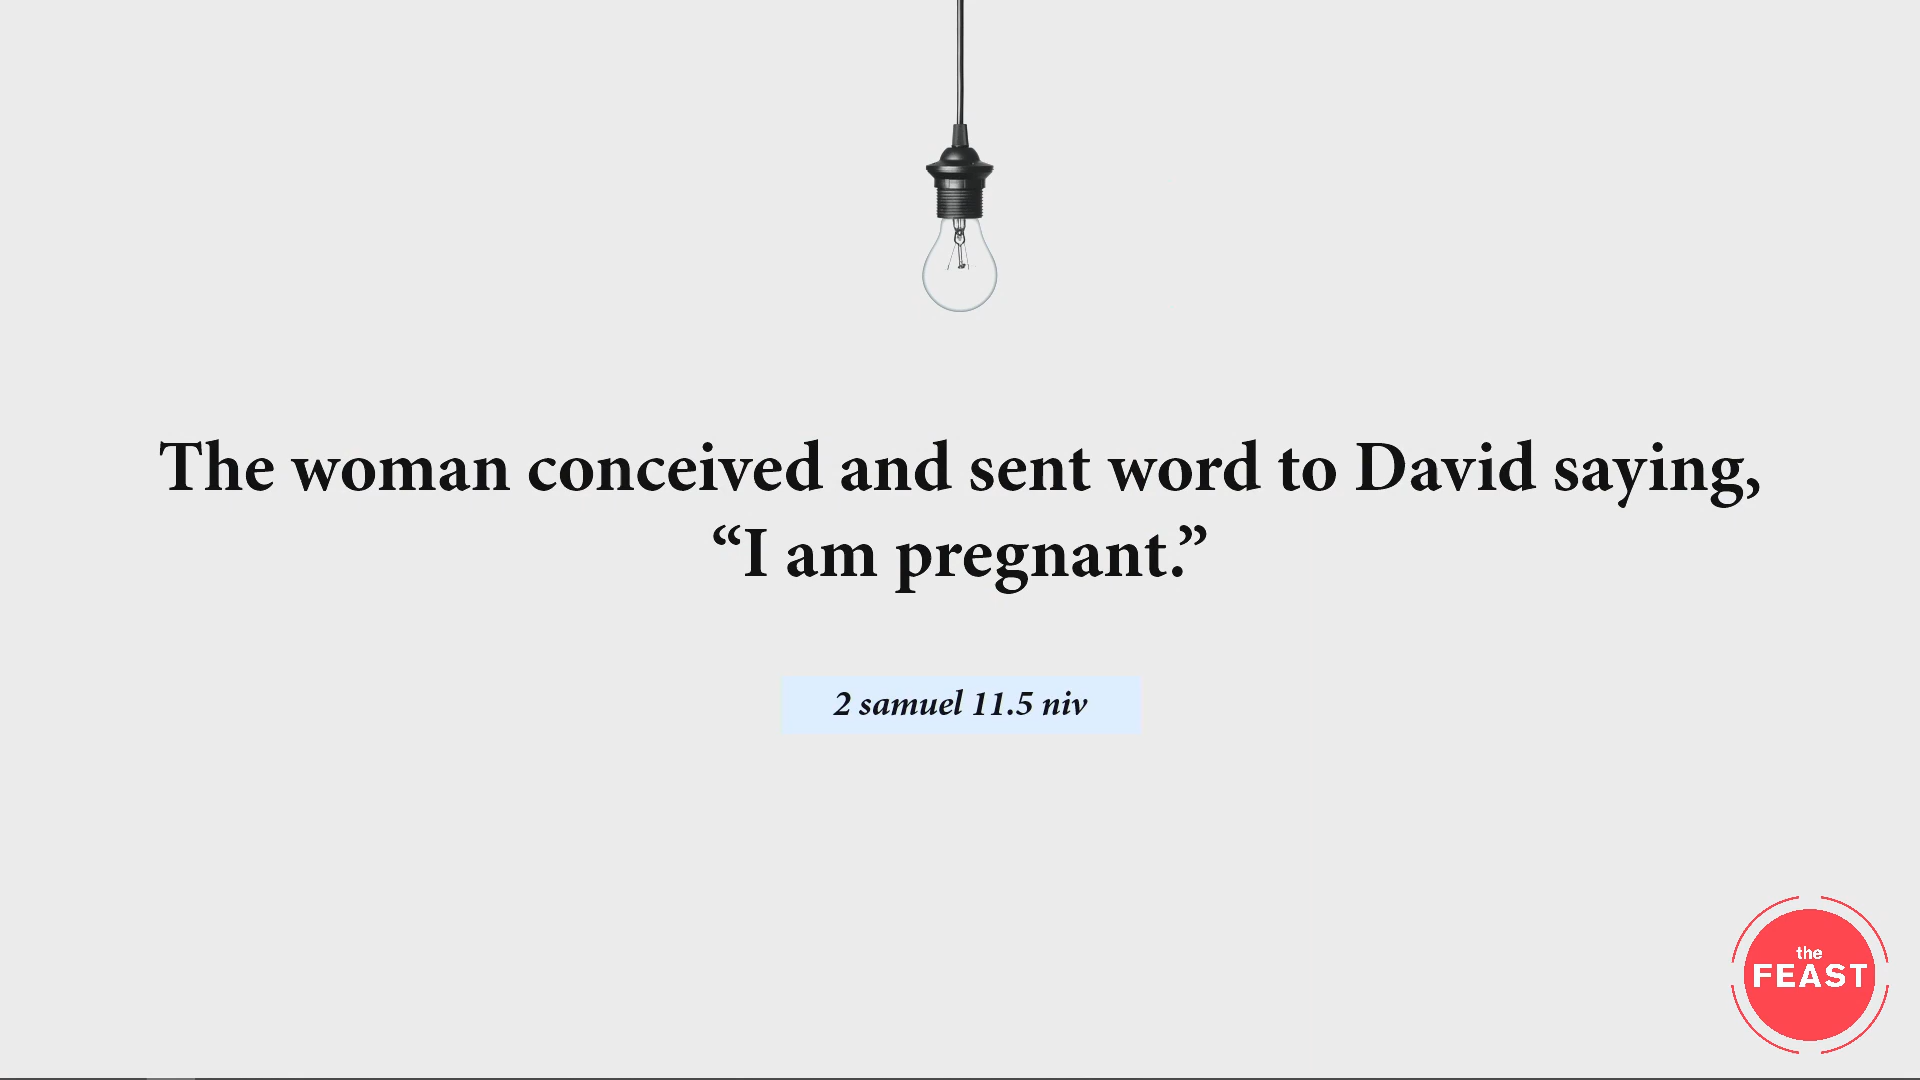 The woman conceived and sent word to David saying,
“I am pregnant.”
2 samuel 11.5 niv
the
FEAST